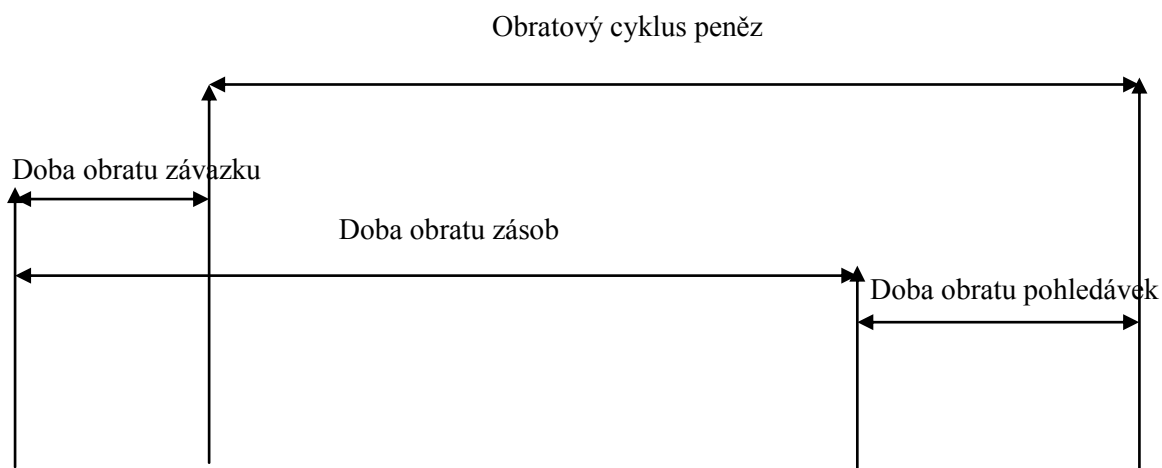 Obratový cyklus peněz
Doba obratu závazku
Doba obratu zásob
Doba obratu pohledávek